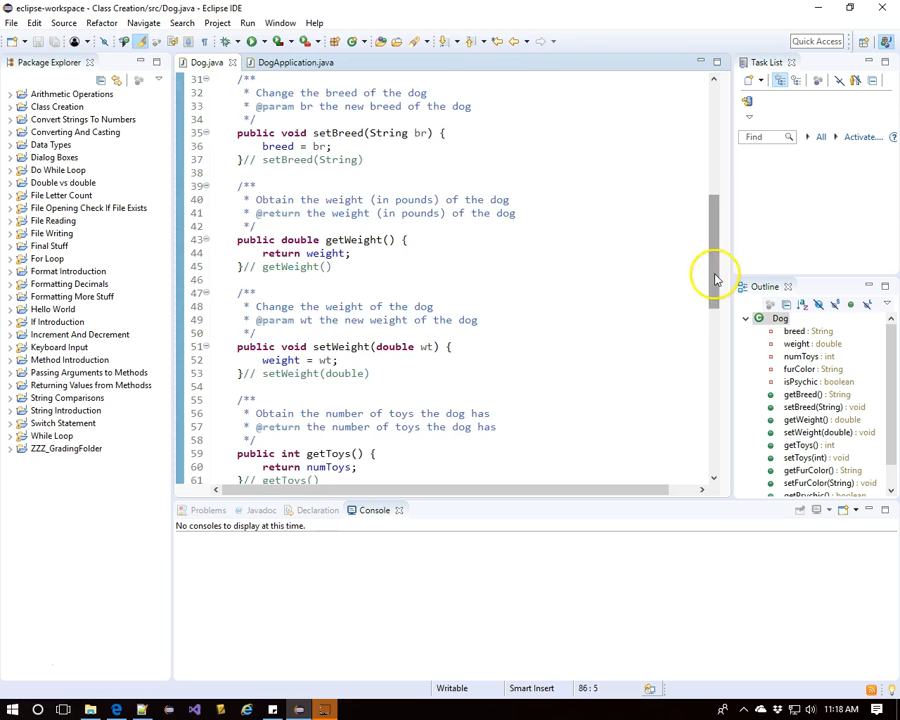 eclipse-workspace - Class Creation/src/Dog.java - Eclipse IDE
File Edit Source Refactor Navigate Search Project Run Window Help
Quick Access
Package Explorer
Arithmetic Operations
Class Creation
Convert Strings To Numbers
Converting And Casting
Data Types
Dialog Boxes
Do While Loop
Double vs double
File Letter Count
File Opening Check If File Exists
File Reading
File Writing
Final Stuff
For Loop
Format Introduction
Formatting Decimals
Formatting More Stuff
Hello World
If Introduction
Increment And Decrement
Keyboard Input
Method Introduction
Passing Arguments to Methods
Returning Values from Methods
String Comparisons
String Introduction
Switch Statement
While Loop
ZZZ_GradingFolder
Dog.java DogApplication.java
31 /**
32 * Change the breed of the dog
33 * @param br the new breed of the dog
34 */
35 public void setBreed(String br) {
36 breed = br;
37 }// setBreed(String)
38
39 /**
40 * Obtain the weight (in pounds) of the dog
41 * @return the weight (in pounds) of the dog
42 */
43 public double getWeight() {
44 return weight;
45 }// getWeight()
46
47 /**
48 * Change the weight of the dog
49 * @param wt the new weight of the dog
50 */
51 public void setWeight(double wt) {
52 weight = wt;
53 }// setWeight(double)
54
55 /**
56 * Obtain the number of toys the dog has
57 * @return the number of toys the dog has
58 */
59 public int getToys() {
60 return numToys;
61 }// getToys()
Task List
Find All Activate...
Outline
Dog
breed : String
weight : double
numToys : int
furColor : String
isPsychic : boolean
getBreed() : String
setBreed(String) : void
getWeight() : double
setWeight(double) : void
getToys() : int
setToys(int) : void
getFurColor() : String
setFurColor(String) : void
getPsychic() : boolean
Problems Javadoc Declaration Console
No consoles to display at this time.
Writable Smart Insert 86 : 5
11:18 AM